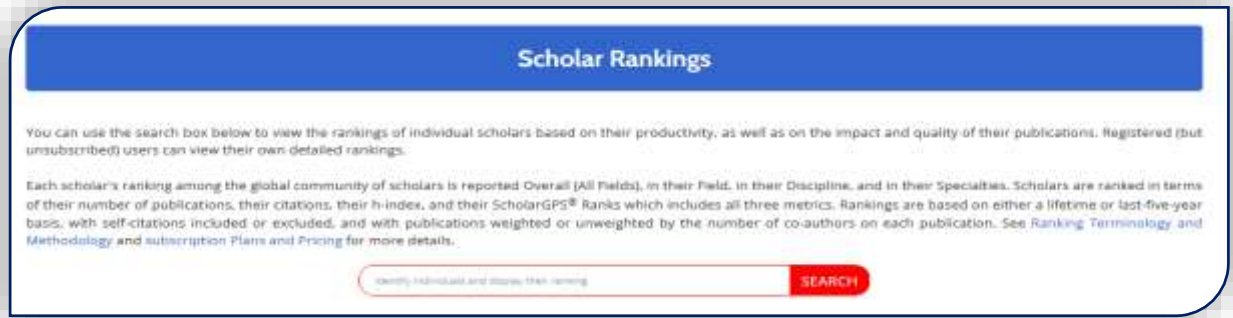 Scholar Rankings
You can use the search box below to view the rankings of individual scholars based on their productivity, as well as on the impact and quality of their publications. Registered (but
unsubscribed) users can view their own detailed rankings.
Each scholar's ranking among the global community of scholars is reported Overall (All Fields), in their Field, in their Discipline, and in their Specialties. Scholars are ranked in terms
of their number of publications, their citations, their h-index, and their ScholarGPS® Ranks which includes all three metrics. Rankings are based on either a lifetime or last-five-year
basis, with self-citations included or excluded, and with publications weighted or unweighted by the number of co-authors on each publication. See Ranking Terminology and
Methodology and subscription Plans and Pricing for more details.
Identify individuals and display their ranking
SEARCH